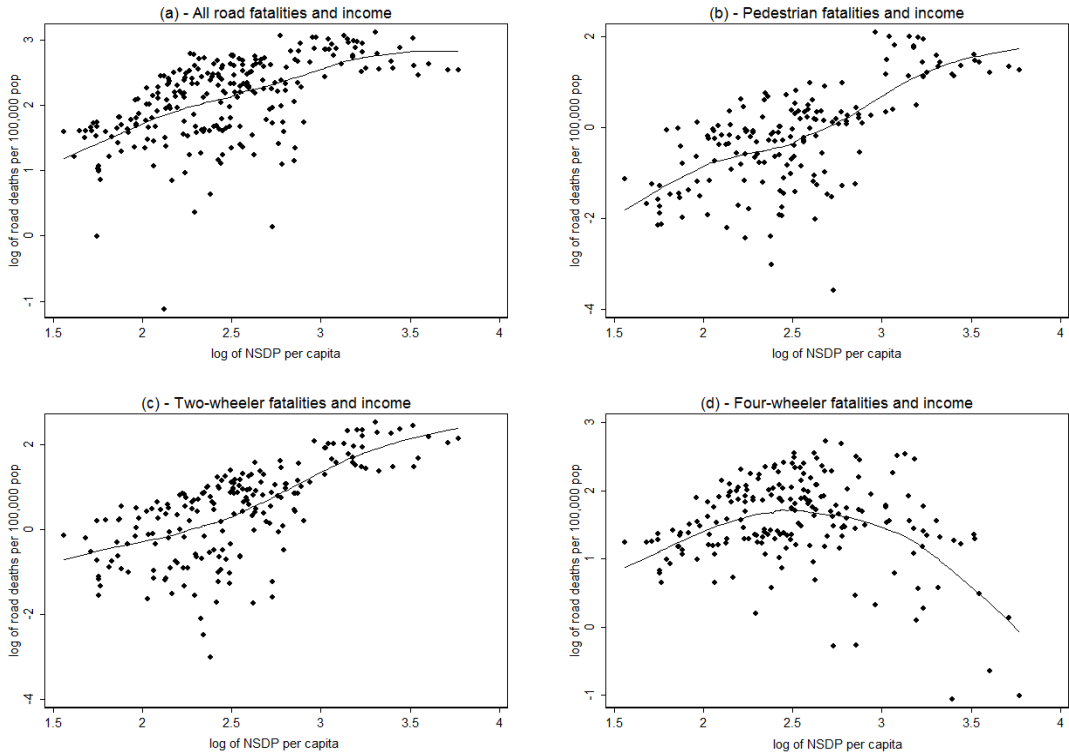 (a) - All road fatalities and income
log of road deaths per 100,000 pop
3
2
1
0
-1
1.5 2 2.5 3 3.5 4
log of NSDP per capita
(b) - Pedestrian fatalities and income
log of road deaths per 100,000 pop
2
0
-2
-4
1.5 2 2.5 3 3.5 4
log of NSDP per capita
(c) - Two-wheeler fatalities and income
log of road deaths per 100,000 pop
2
0
-2
-4
1.5 2 2.5 3 3.5 4
log of NSDP per capita
(d) - Four-wheeler fatalities and income
log of road deaths per 100,000 pop
3
2
1
0
-1
1.5 2 2.5 3 3.5 4
log of NSDP per capita